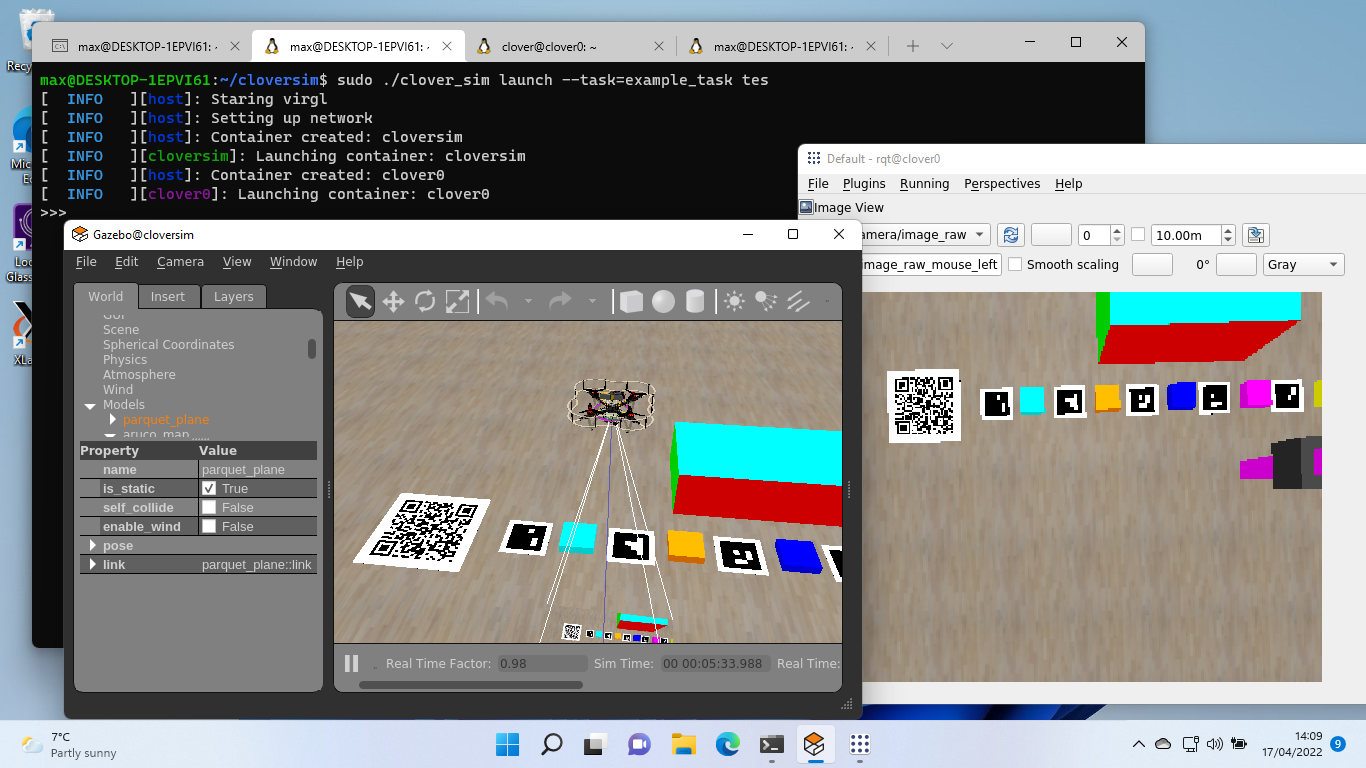 Recy
Mic
Ec
Loo
Glass
XLa
max@DESKTOP-1EPVI61: -
max@DESKTOP-1EPVI61: -
clover@clover0: ~
max@DESKTOP-1EPVI61: -
max@DESKTOP-1EPVI61:~/cloversim$ sudo ./clover_sim launch --task=example_task tes
[ INFO ][host]: Staring virgl
[ INFO ][host]: Setting up network
[ INFO ][host]: Container created: cloversim
[ INFO ][cloversim]: Launching container: cloversim
[ INFO ][host]: Container created: clover0
[ INFO ][clover0]: Launching container: clover0
>>>
Default - rqt@clover0
File Plugins Running Perspectives Help
Image View
amera/image_raw 0 10.00m
image_raw_mouse_left Smooth scaling 0° Gray
Gazebo@cloversim
File Edit Camera View Window Help
World Insert Layers
GUI
Scene
Spherical Coordinates
Physics
Atmosphere
Wind
Models
parquet_plane
aruco_map
Property Value
name parquet_plane
is_static True
self_collide False
enable_wind False
pose
link parquet_plane::link
Real Time Factor: 0.98 Sim Time: 00 00:05:33.988 Real Time:
7°C
Partly sunny
14:09
17/04/2022
9